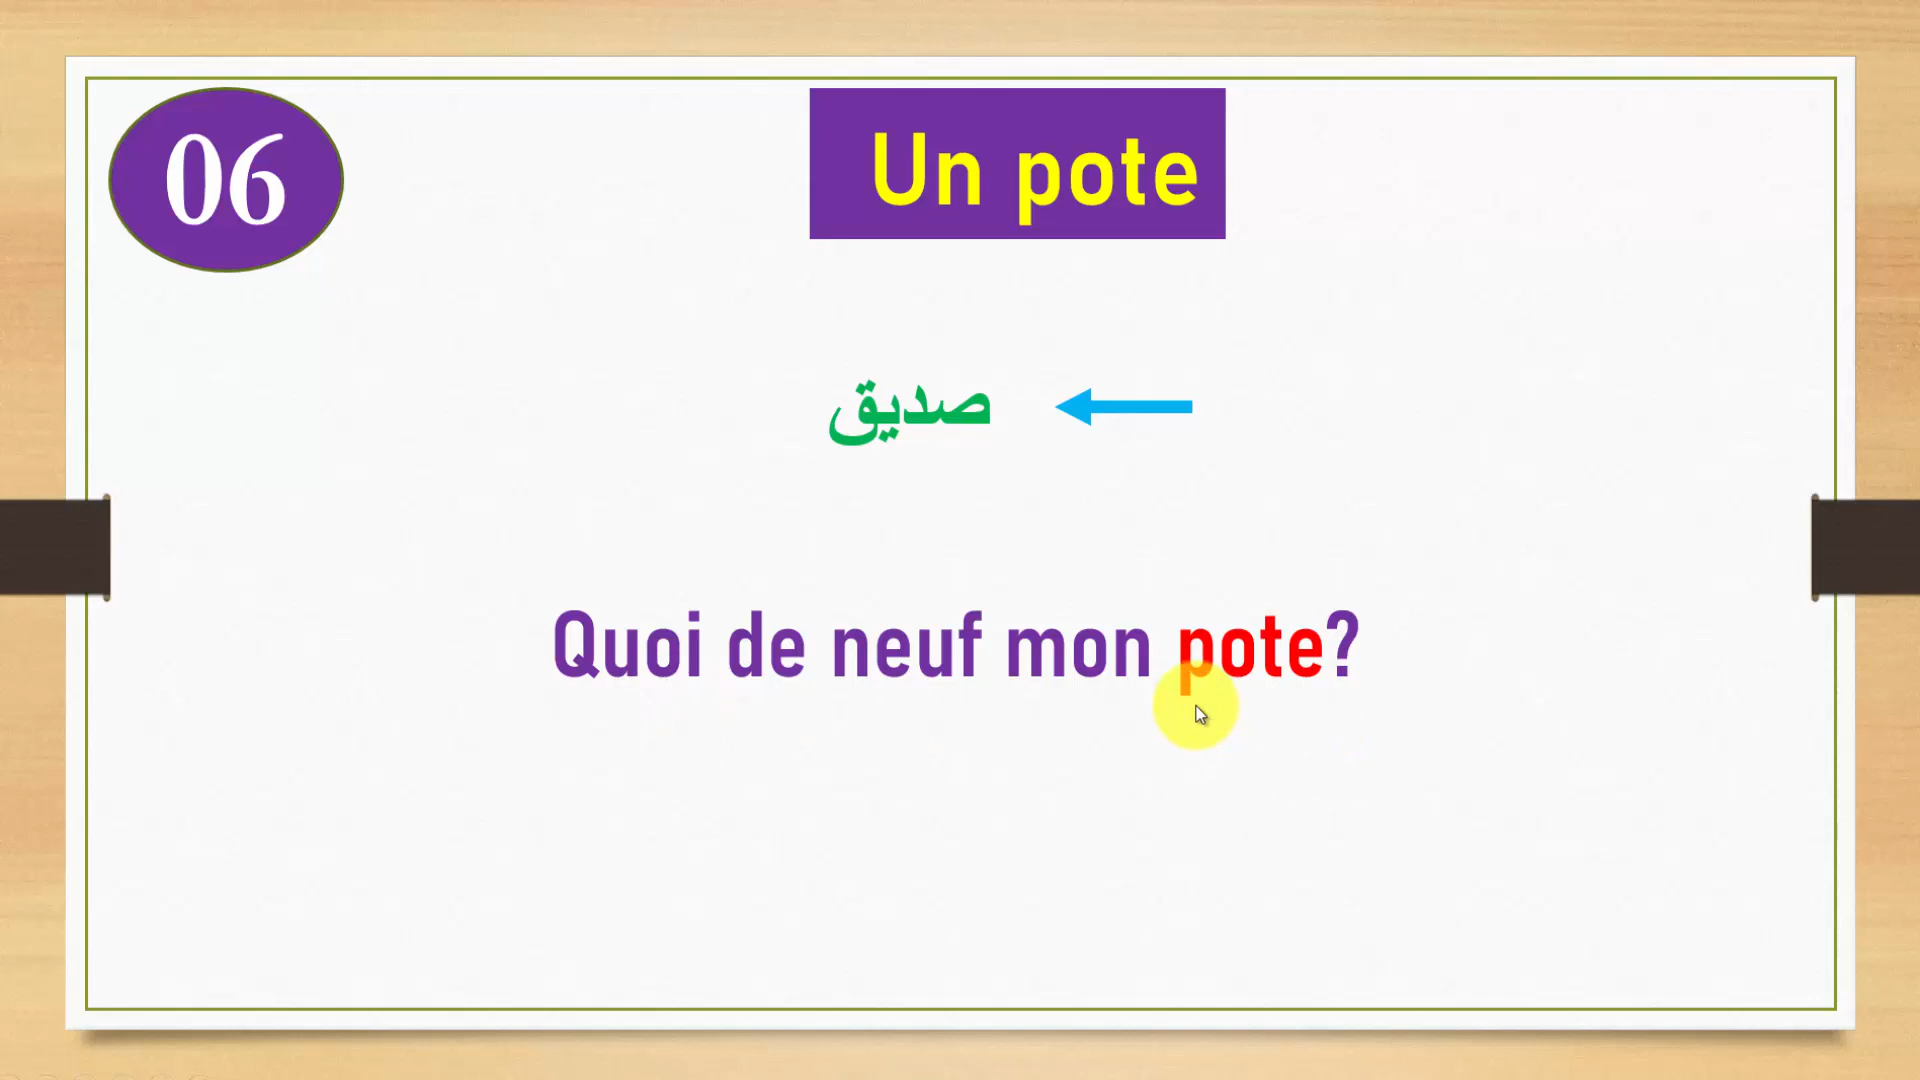 06
Un pote
صديق
Quoi de neuf mon pote?